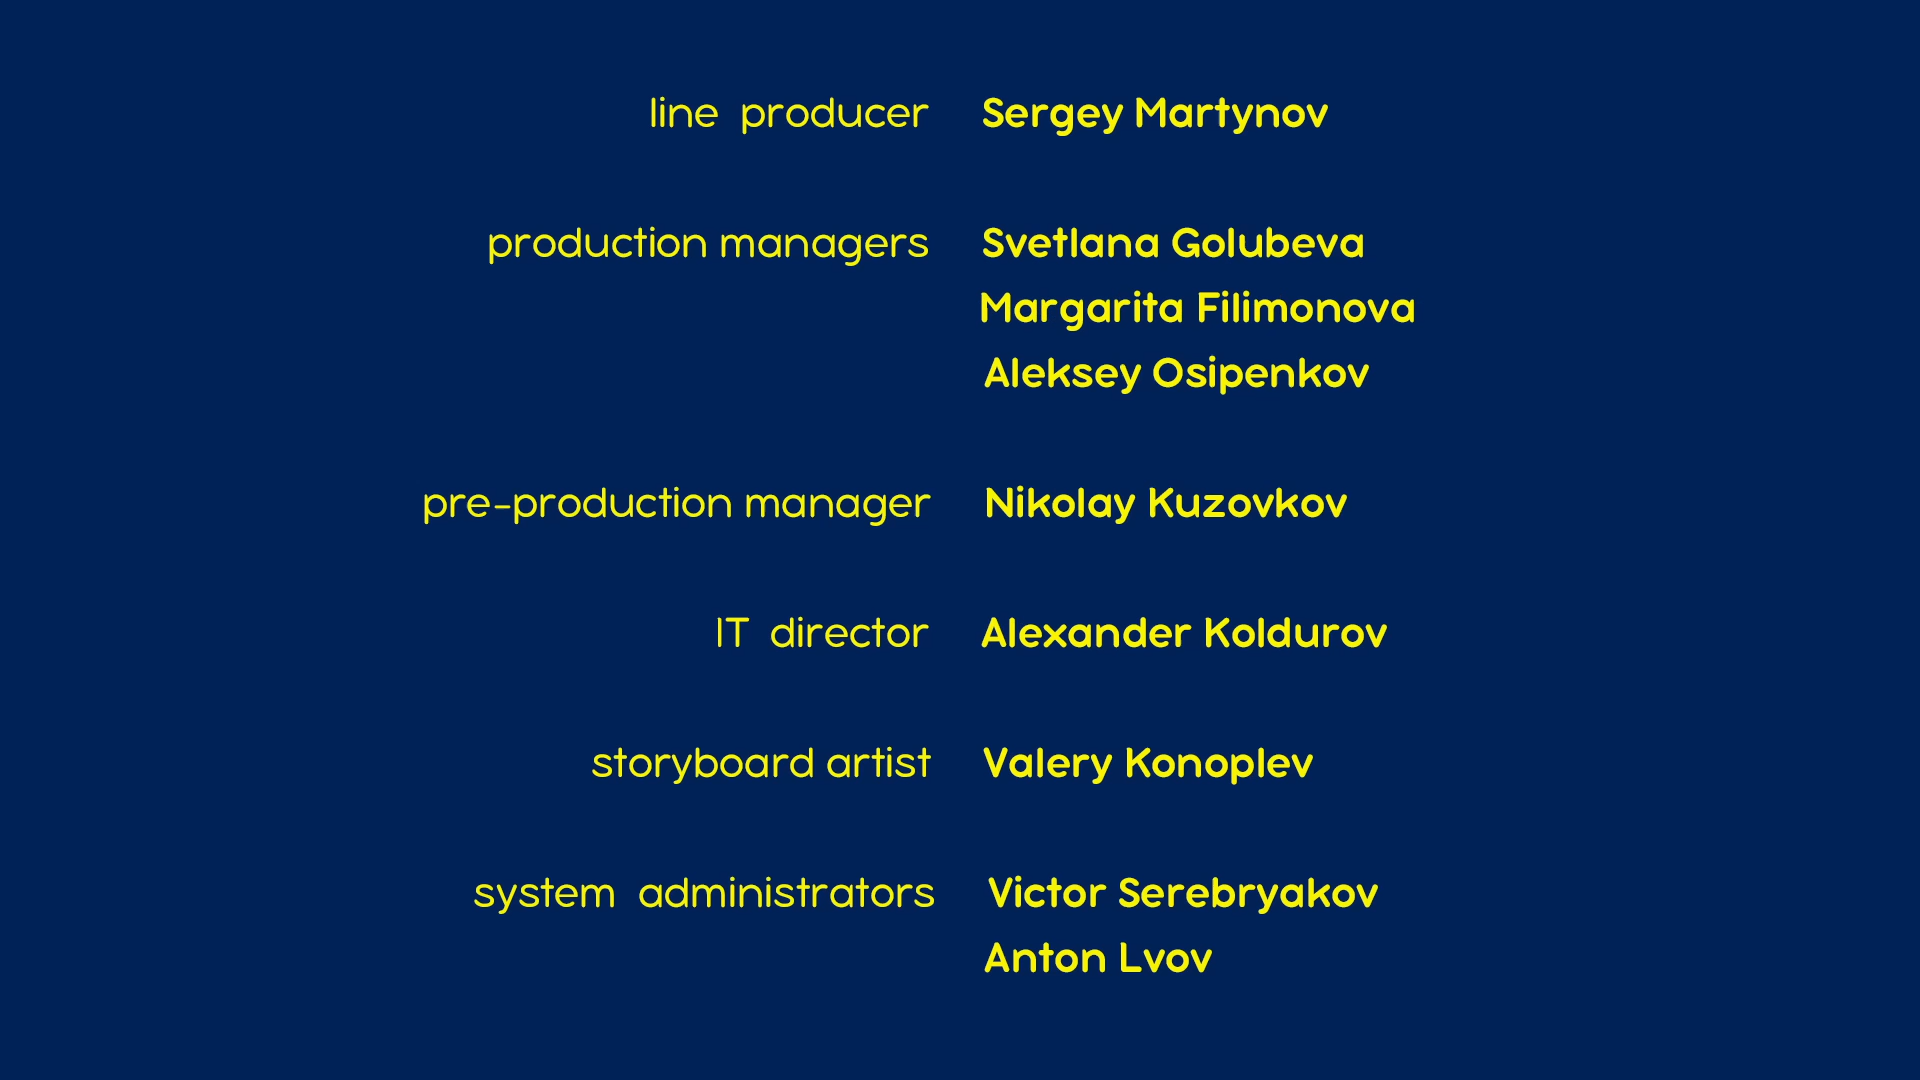 line producer Sergey Martynov
production managers Svetlana Golubeva
Margarita Filimonova
Aleksey Osipenkov
pre-production manager Nikolay Kuzovkov
IT director Alexander Koldurov
storyboard artist Valery Konoplev
system administrators Victor Serebryakov
Anton Lvov